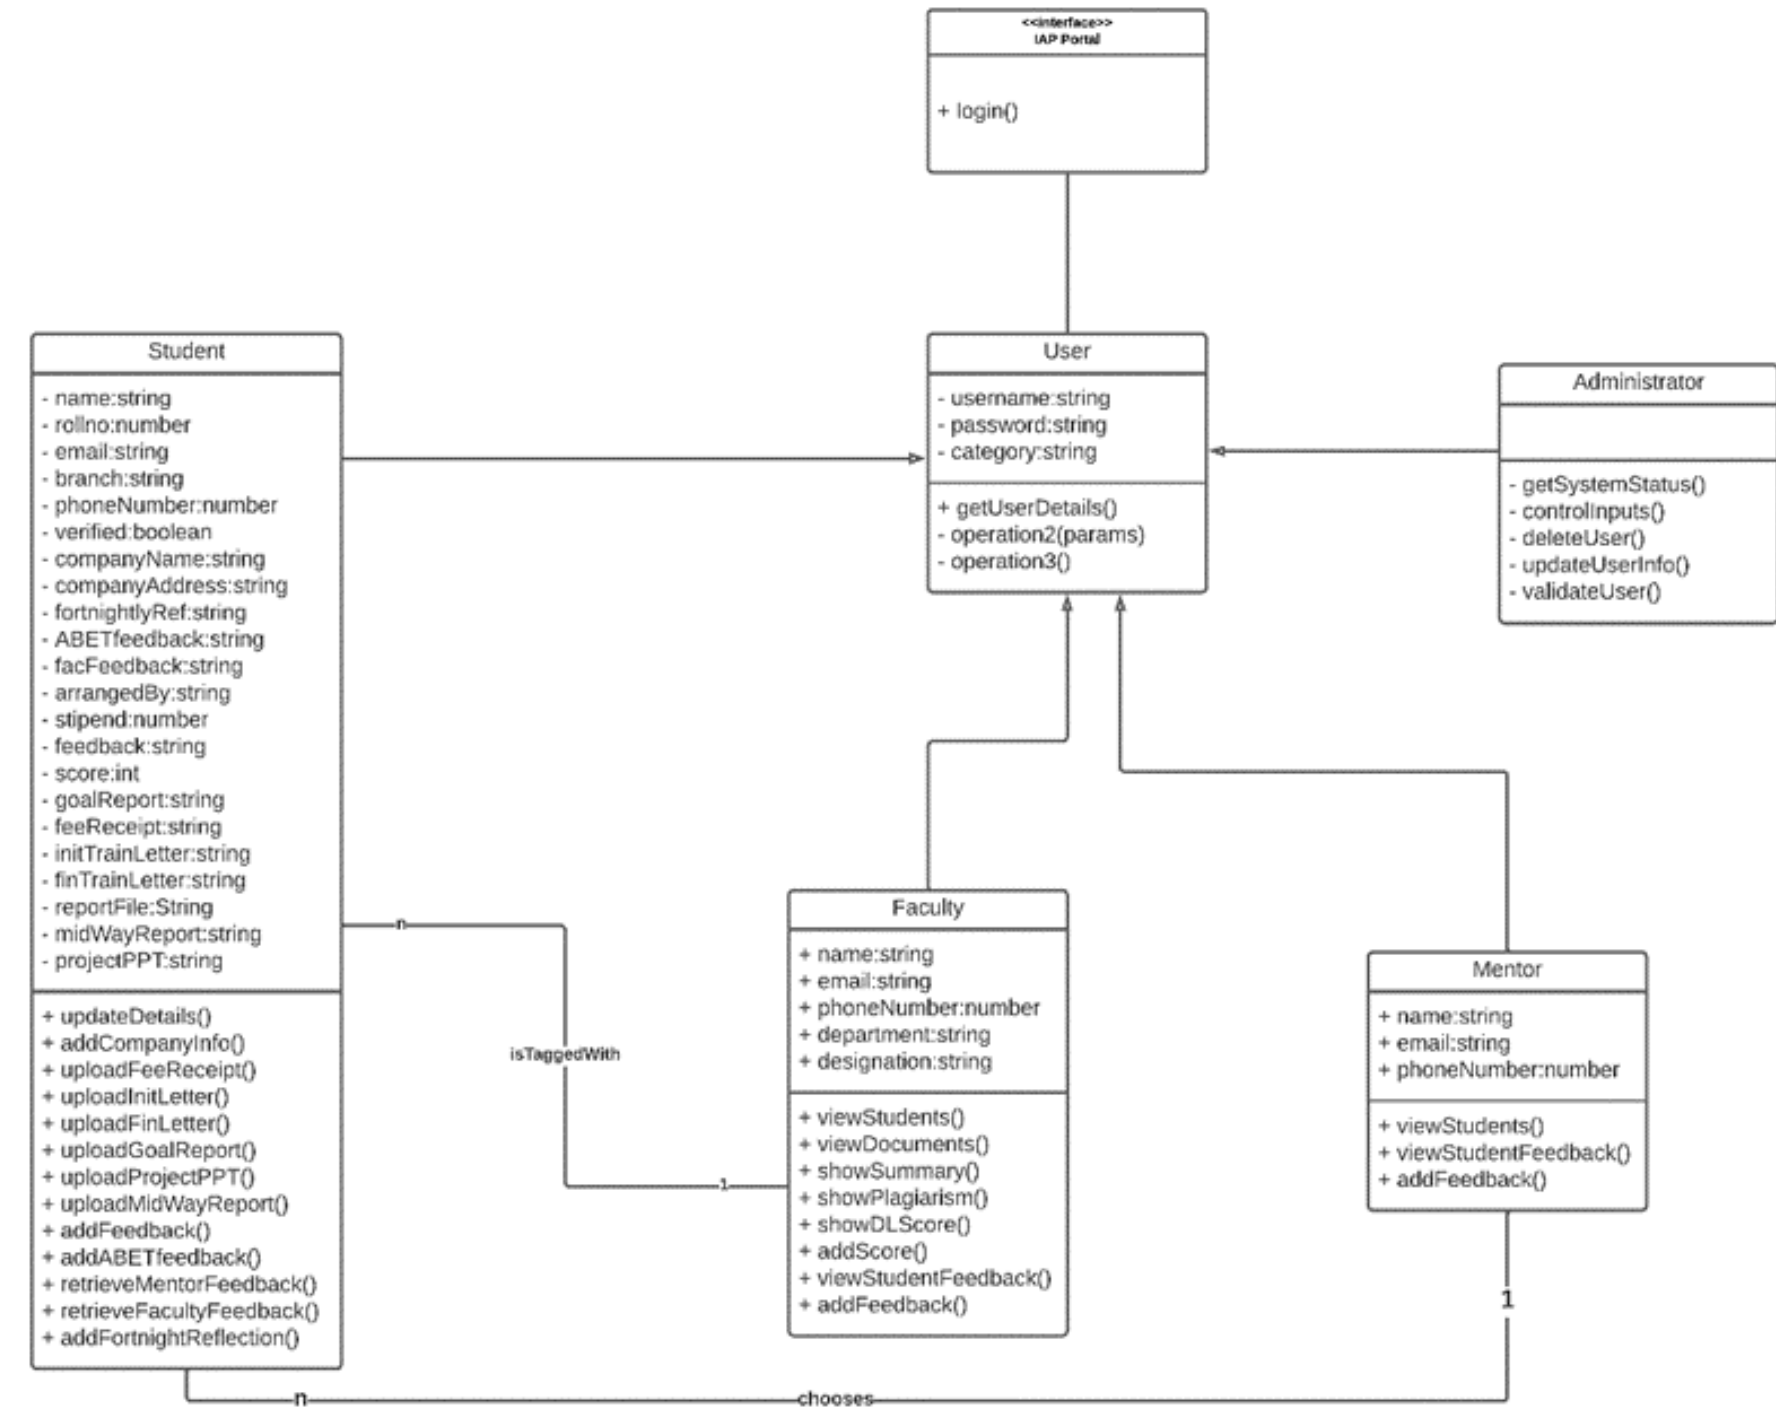 <<interface>>
IAP Portal
+ login()
Student
- name:string
- rollno:number
- email:string
- branch:string
- phoneNumber:number
- verified:boolean
- companyName:string
- companyAddress:string
- fortnightlyRef:string
- ABETfeedback:string
- facFeedback:string
- arrangedBy:string
- stipend:number
- feedback:string
- score:int
- goalReport:string
- feeReceipt:string
- initTrainLetter:string
- finTrainLetter:string
- reportFile:String
- midWayReport:string
- projectPPT:string
+ updateDetails()
+ addCompanyInfo()
+ uploadFeeReceipt()
+ uploadInitLetter()
+ uploadFinLetter()
+ uploadGoalReport()
+ uploadProjectPPT()
+ uploadMidWayReport()
+ addFeedback()
+ addABETfeedback()
+ retrieveMentorFeedback()
+ retrieveFacultyFeedback()
+ addFortnightReflection()
User
- username:string
- password:string
- category:string
+ getUserDetails()
- operation2(params)
- operation3()
Administrator
- getSystemStatus()
- controlInputs()
- deleteUser()
- updateUserInfo()
- validateUser()
n
isTaggedWith
1
Faculty
+ name:string
+ email:string
+ phoneNumber:number
+ department:string
+ designation:string
+ viewStudents()
+ viewDocuments()
+ showSummary()
+ showPlagiarism()
+ showDLScore()
+ addScore()
+ viewStudentFeedback()
+ addFeedback()
Mentor
+ name:string
+ email:string
+ phoneNumber:number
+ viewStudents()
+ viewStudentFeedback()
+ addFeedback()
1
n
chooses